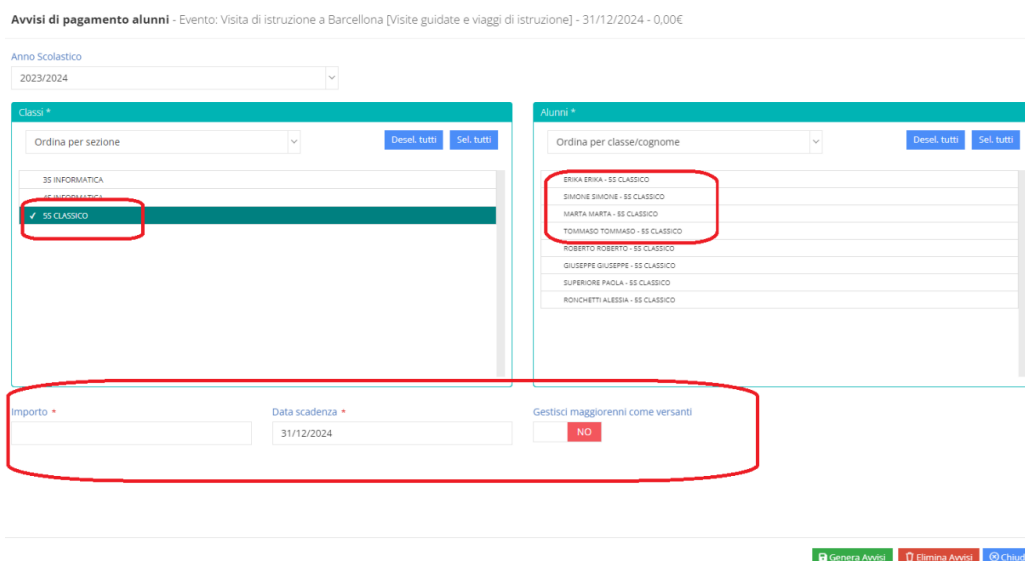 Avvisi di pagamento alunni - Evento: Visita di istruzione a Barcellona [Visite guidate e viaggi di istruzione] - 31/12/2024 - 0,00€
Anno Scolastico
2023/2024
Classi *
Ordina per sezione
Desel. tutti
Sel. tutti
3S INFORMATICA
4S INFORMATICA
✓ 5S CLASSICO
Alunni *
Ordina per classe/cognome
Desel. tutti
Sel. tutti
ERIKA ERIKA - 5S CLASSICO
SIMONE SIMONE - 5S CLASSICO
MARTA MARTA - 5S CLASSICO
TOMMASO TOMMASO - 5S CLASSICO
ROBERTO ROBERTO - 5S CLASSICO
GIUSEPPE GIUSEPPE - 5S CLASSICO
SUPERIORE PAOLA - 5S CLASSICO
RONCHETTI ALESSIA - 5S CLASSICO
Importo *
Data scadenza *
31/12/2024
Gestisci maggiorenni come versanti
NO
Genera Avvisi
Elimina Avvisi
Chiudi